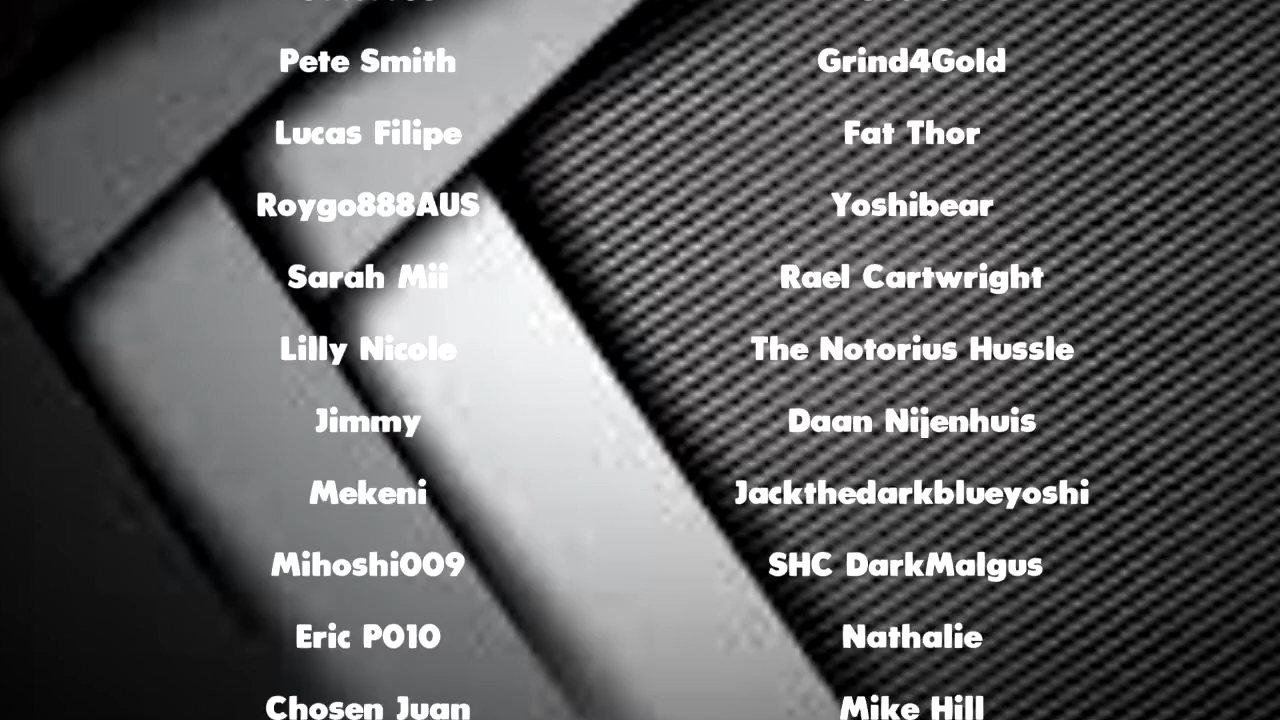 Pete Smith
Grind4Gold
Lucas Filipe
Fat Thor
Roygo888AUS
Yoshibear
Sarah Mii
Rael Cartwright
Lilly Nicole
The Notorius Hussle
Jimmy
Daan Nijenhuis
Mekeni
Jackthedarkblueyoshi
Mihoshi009
SHC DarkMalgus
Eric P010
Nathalie
Chosen Juan
Mike Hill